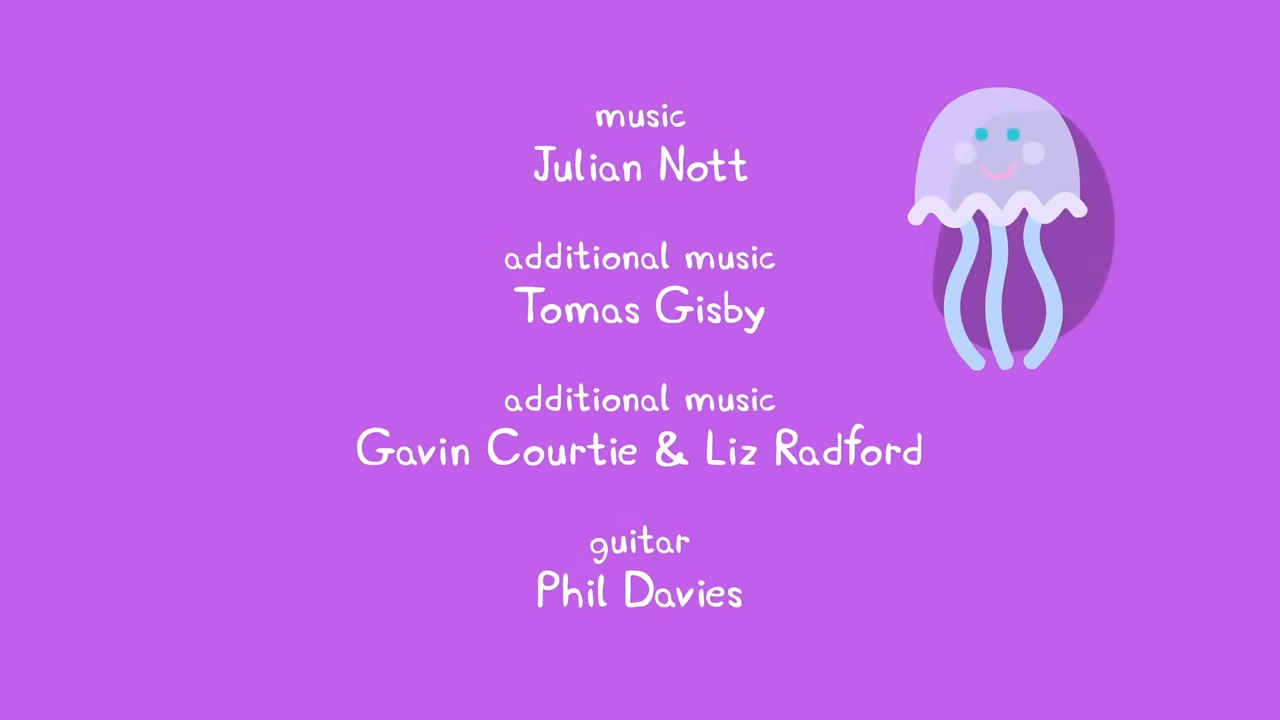 music
Julian Nott
additional music
Tomas Gisby
additional music
Gavin Courtie & Liz Radford
guitar
Phil Davies